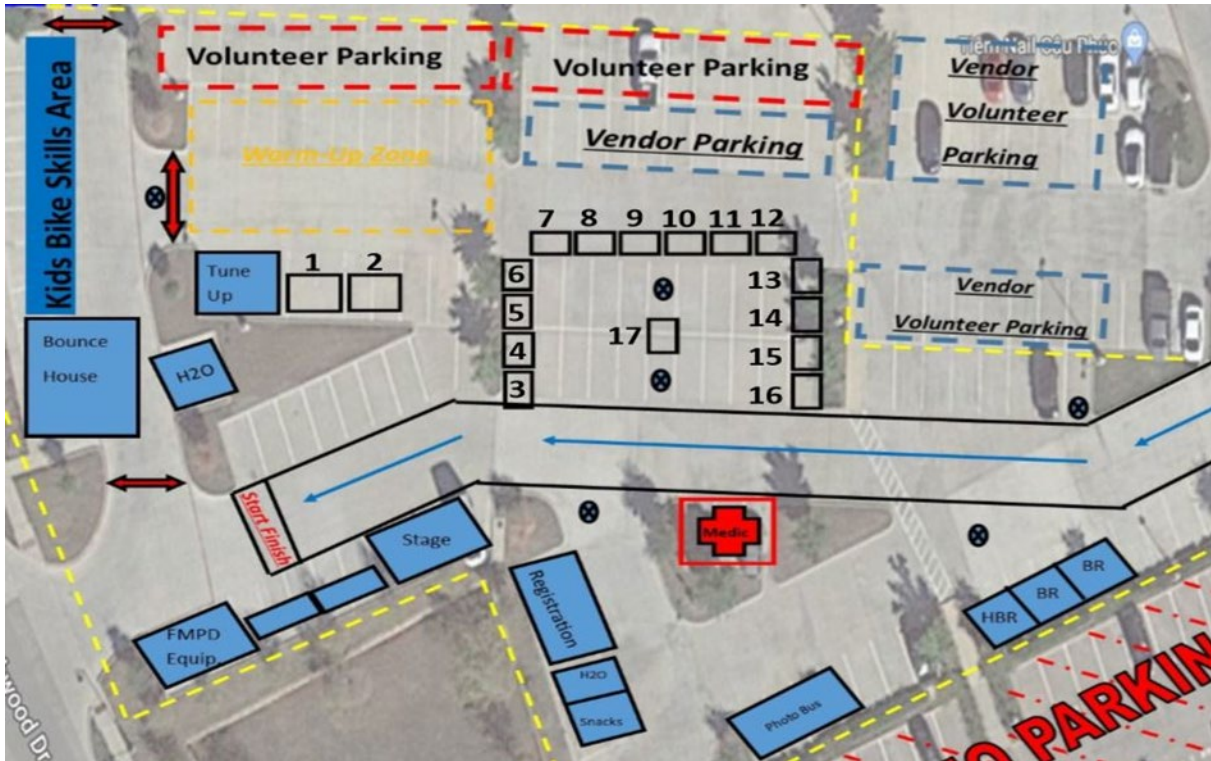 Volunteer Parking
Volunteer Parking
Vendor
Volunteer
Parking
Kids Bike Skills Area
Warm-Up Zone
Vendor Parking
7 8 9 10 11 12
Tune
Up
1 2
6
5
4
3
17
13
14
15
16
Vendor
Volunteer Parking
Bounce
House
H2O
Start Finish
Stage
Medic
Registration
H2O
Snacks
FMPD
Equip.
HBR
BR
BR
Photo Bus
wood Dr
O PARKIN